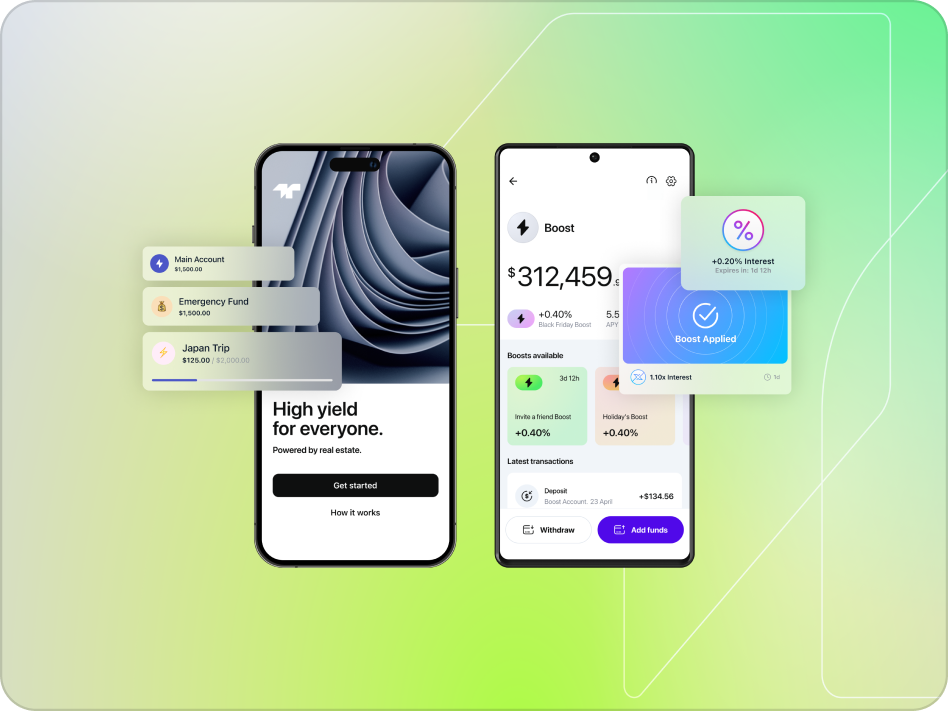 Main Account
$1,500.00
Emergency Fund
$1,500.00
Japan Trip
$125.00 / $2,000.00
High yield
for everyone.
Powered by real estate.
Get started
How it works
Boost
$312,459.9
+0.40%
Black Friday Boost
5.5
APY
+0.20% Interest
Expires in: 1d 12h
Boost Applied
1.10x Interest
1d
Boosts available
3d 12h
Invite a friend Boost
+0.40%
Holiday's Boost
+0.40%
Latest transactions
Deposit
Boost Account. 23 April
+$134.56
Withdraw
Add funds